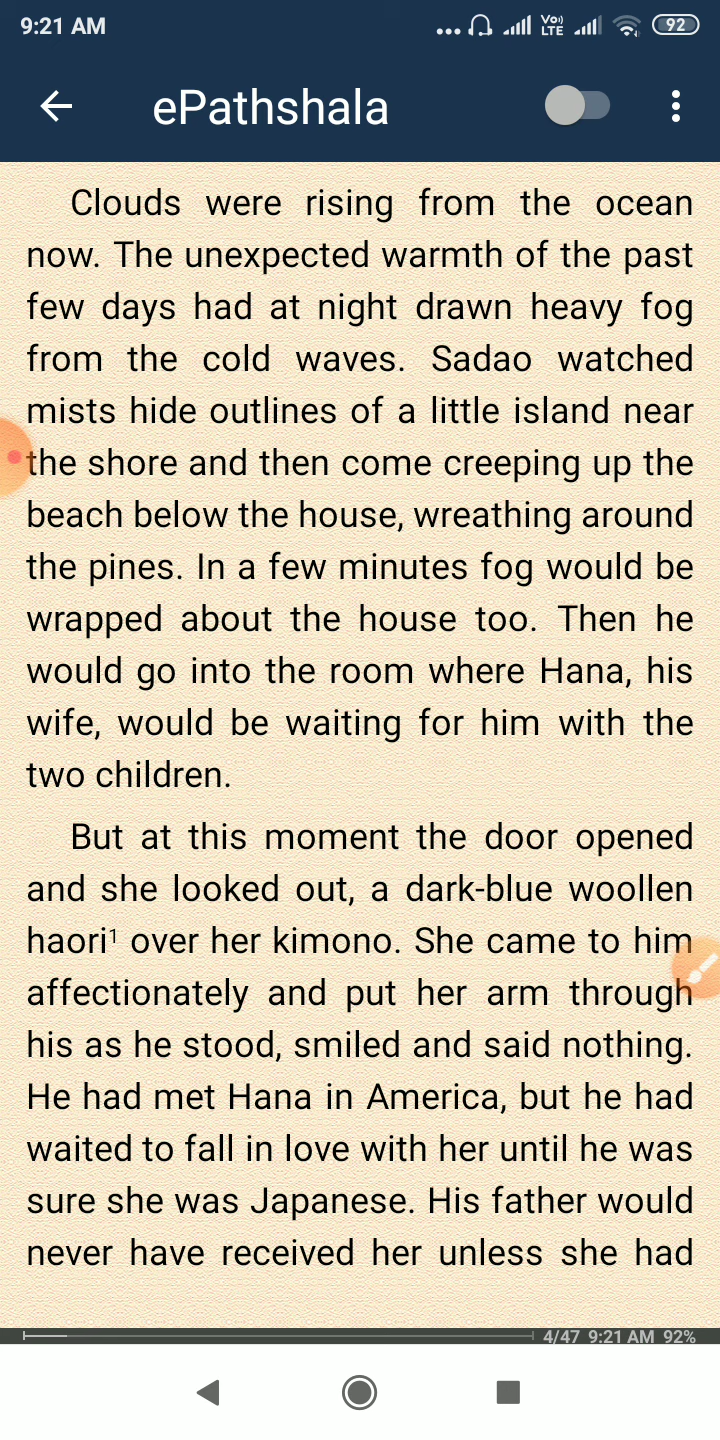 9:21 AM ... Vo)) LTE 92
ePathshala
Clouds were rising from the ocean
now. The unexpected warmth of the past
few days had at night drawn heavy fog
from the cold waves. Sadao watched
mists hide outlines of a little island near
the shore and then come creeping up the
beach below the house, wreathing around
the pines. In a few minutes fog would be
wrapped about the house too. Then he
would go into the room where Hana, his
wife, would be waiting for him with the
two children.
But at this moment the door opened
and she looked out, a dark-blue woollen
haori¹ over her kimono. She came to him
affectionately and put her arm through
his as he stood, smiled and said nothing.
He had met Hana in America, but he had
waited to fall in love with her until he was
sure she was Japanese. His father would
never have received her unless she had
4/47 9:21 AM 92%